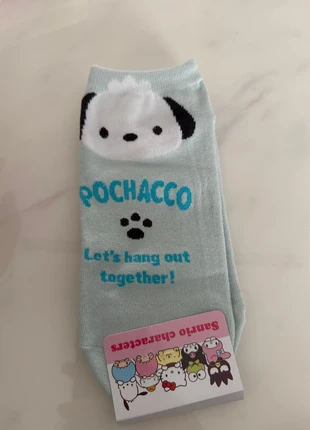 POCHACCO
Let's hang out
together!
Sanrio characters